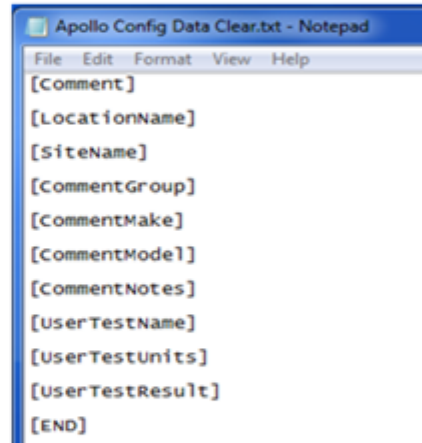 Apollo Config Data Clear.txt - Notepad
File Edit Format View Help
[Comment]
[LocationName]
[SiteName]
[CommentGroup]
[CommentMake]
[CommentModel]
[CommentNotes]
[UserTestName]
[UserTestUnits]
[UserTestResult]
[END]